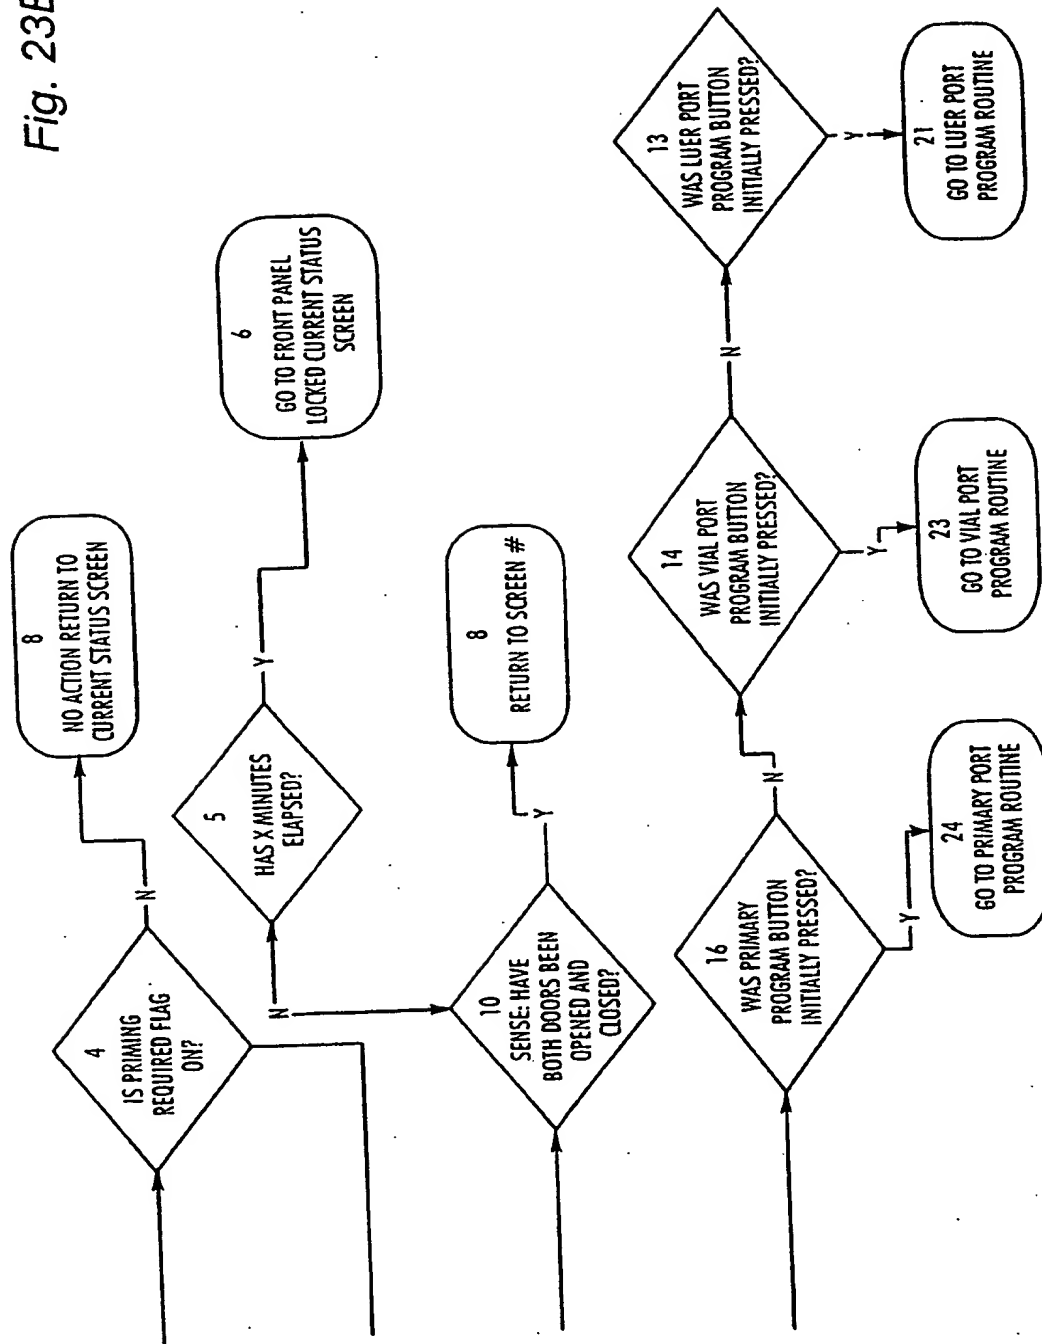 Fig. 23B
4
IS PRIMING
REQUIRED FLAG
ON?
N
8
NO ACTION RETURN TO
CURRENT STATUS SCREEN
N
5
HAS X MINUTES
ELAPSED?
Y
6
GO TO FRONT PANEL
LOCKED CURRENT STATUS
SCREEN
10
SENSE: HAVE
BOTH DOORS BEEN
OPENED AND
CLOSED?
Y
8
RETURN TO SCREEN #
16
WAS PRIMARY
PROGRAM BUTTON
INITIALLY PRESSED?
N
Y
24
GO TO PRIMARY PORT
PROGRAM ROUTINE
14
WAS VIAL PORT
PROGRAM BUTTON
INITIALLY PRESSED?
N
Y
23
GO TO VIAL PORT
PROGRAM ROUTINE
13
WAS LUER PORT
PROGRAM BUTTON
INITIALLY PRESSED?
Y
21
GO TO LUER PORT
PROGRAM ROUTINE